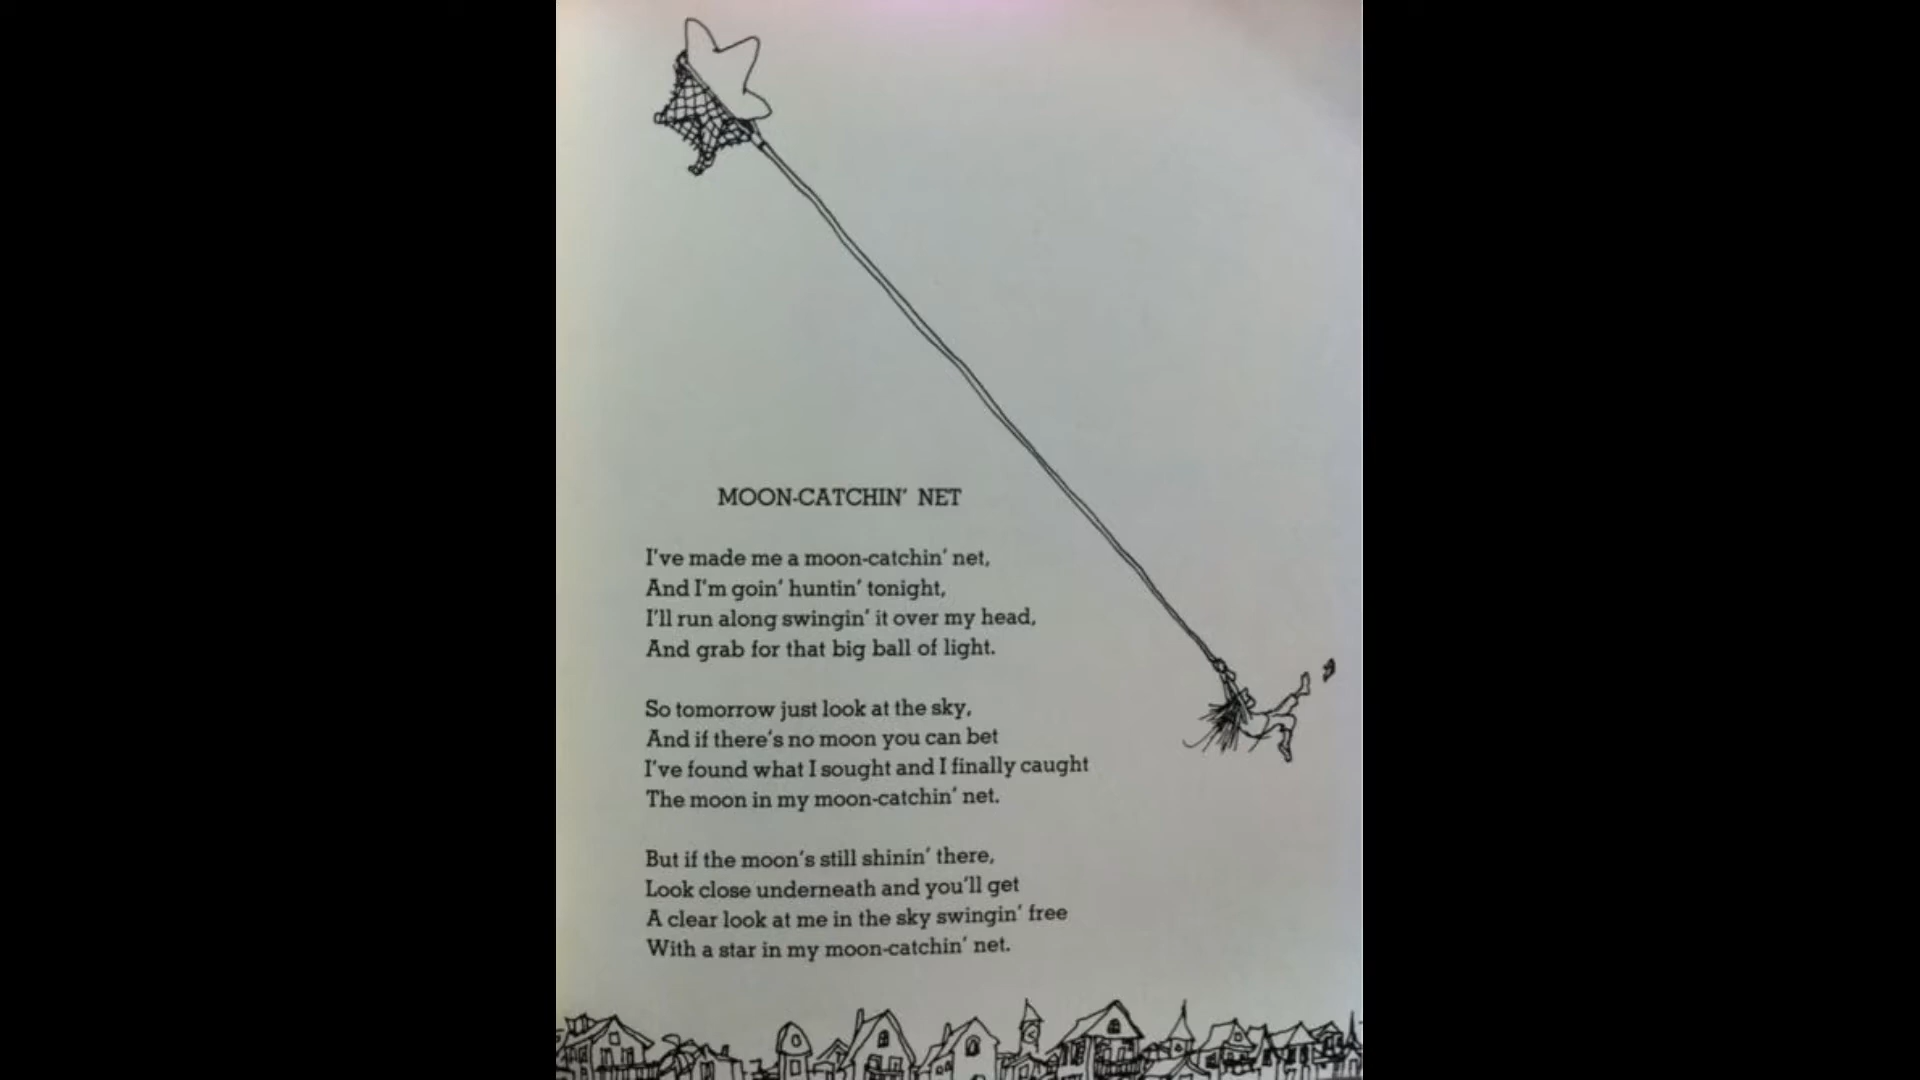 MOON-CATCHIN' NET
I've made me a moon-catchin' net,
And I'm goin' huntin' tonight,
I'll run along swingin' it over my head,
And grab for that big ball of light.
So tomorrow just look at the sky,
And if there's no moon you can bet
I've found what I sought and I finally caught
The moon in my moon-catchin' net.
But if the moon's still shinin' there,
Look close underneath and you'll get
A clear look at me in the sky swingin' free
With a star in my moon-catchin' net.